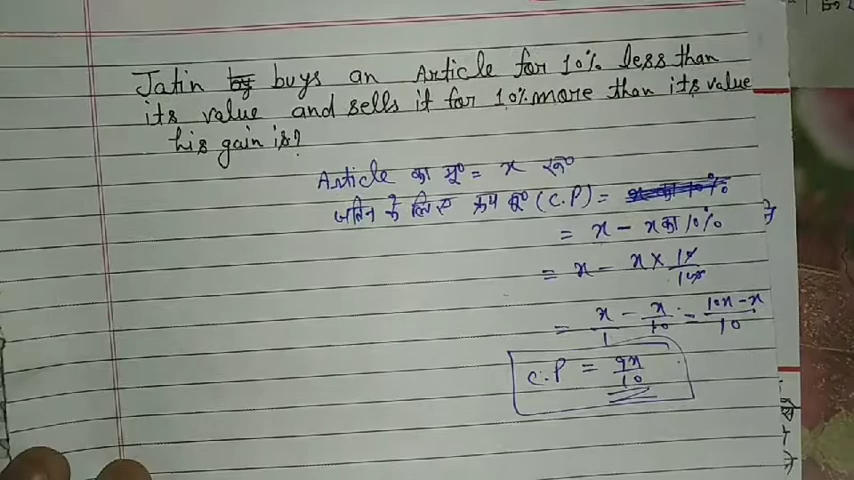 Jatin buys an Article for 10% less than
its value and sells it for 10% more than its value
his gain is?
Article का मू० = x रू०
जतिन के लिए क्रय मू० (C.P) =
= x - x का 10%
= x - x × 10/100
= x/1 - x/10 = 10x-x/10
C.P = 9x/10